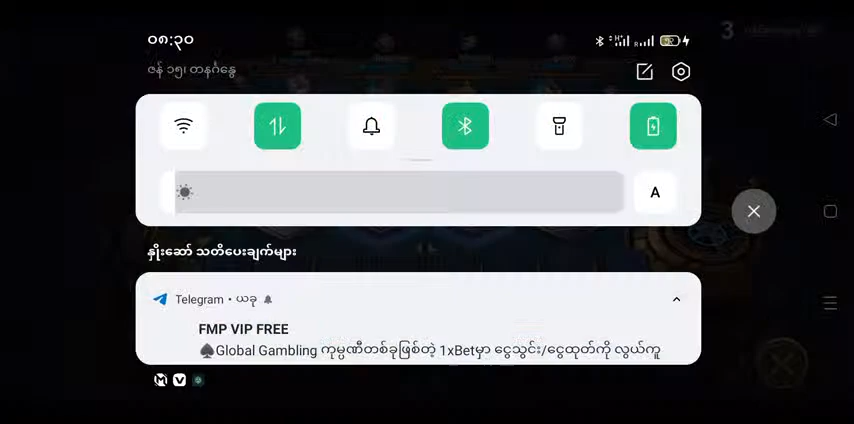 ၀၈:၃၀
ဇန် ၁၅၊ တနင်္ဂနွေ
A
နှိုးဆော် သတိပေးချက်များ
Telegram • ယခု
FMP VIP FREE
♠️Global Gambling ကုမ္ပဏီတစ်ခုဖြစ်တဲ့ 1xBetမှာ ငွေသွင်း/ငွေထုတ်ကို လွယ်ကူ
3